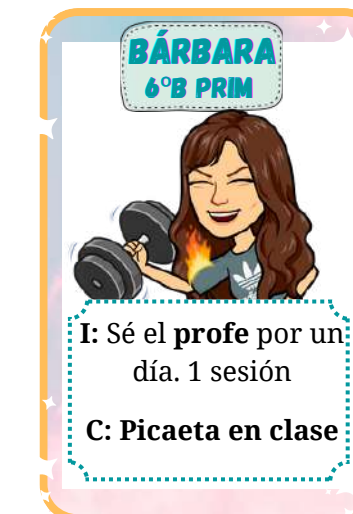 BÁRBARA
6ºB PRIM
I: Sé el profe por un
día. 1 sesión
C: Picaeta en clase